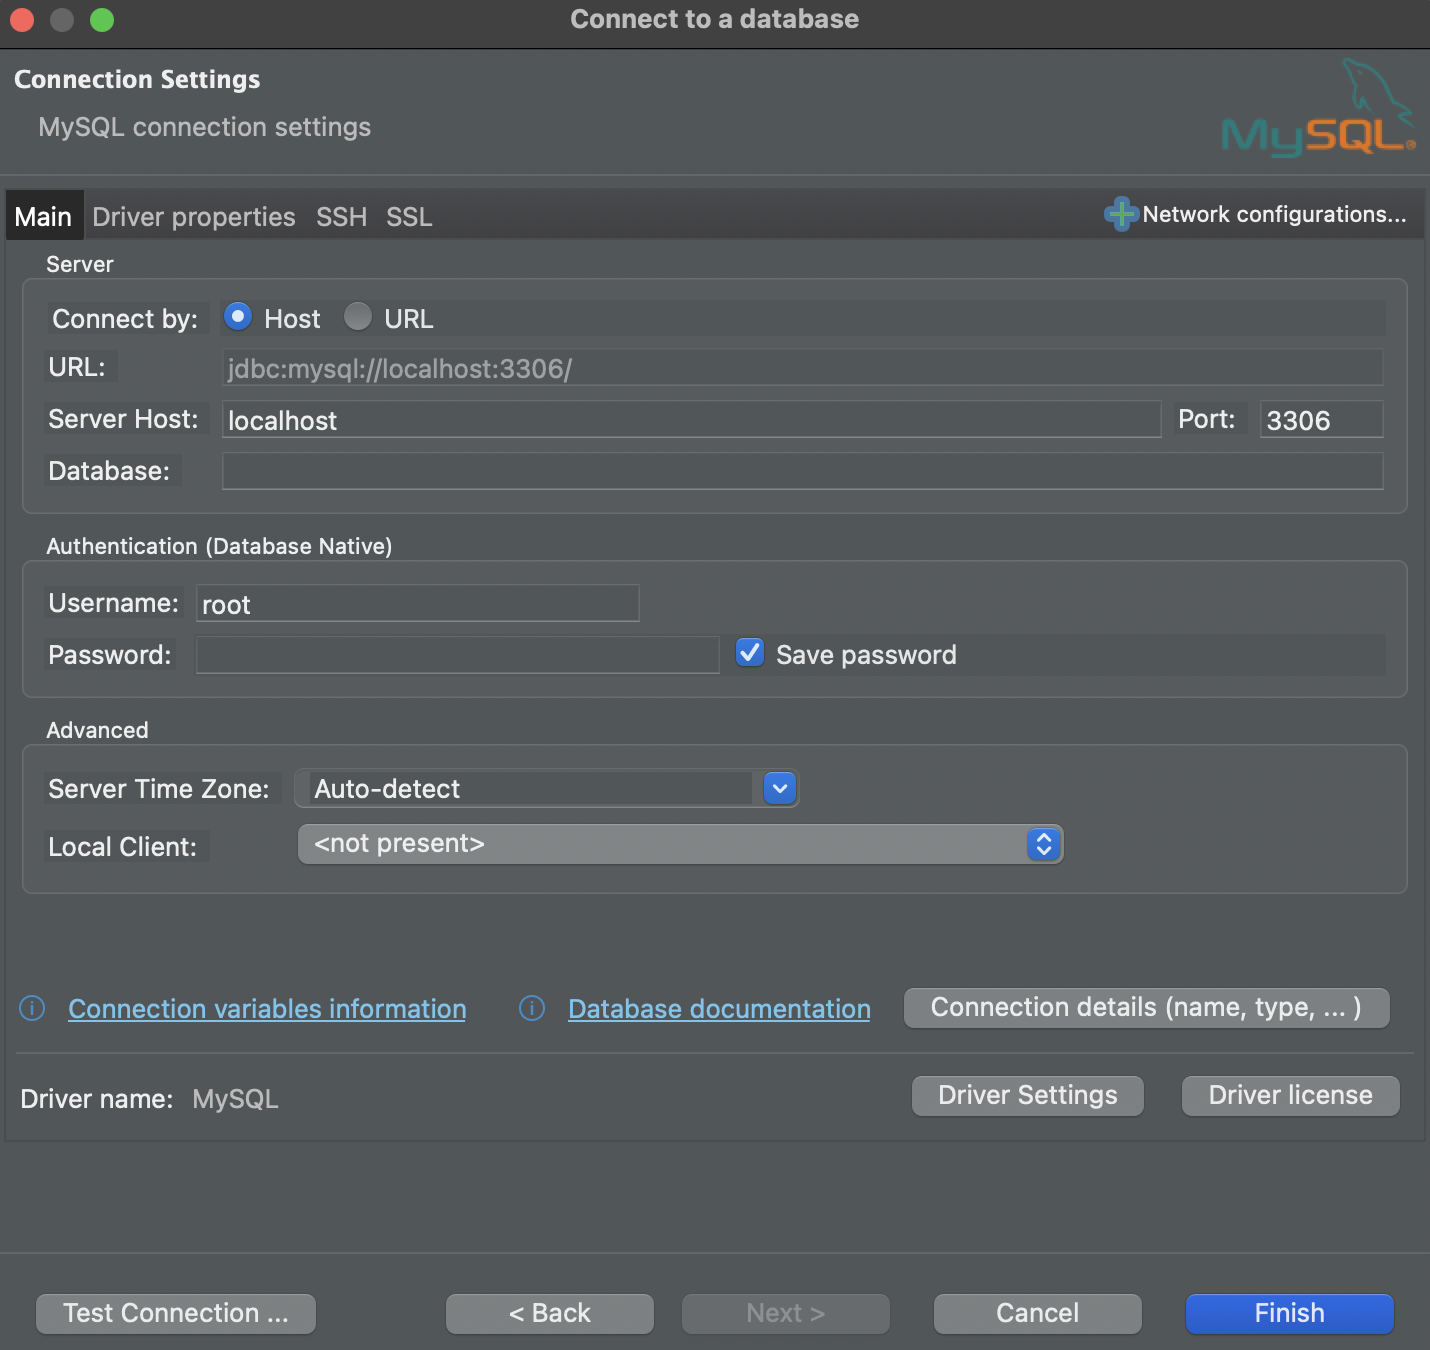 Connect to a database
Connection Settings
MySQL connection settings
MySQL®
Main Driver properties SSH SSL Network configurations...
Server
Connect by: Host URL
URL: jdbc:mysql://localhost:3306/
Server Host: localhost Port: 3306
Database:
Authentication (Database Native)
Username: root
Password: Save password
Advanced
Server Time Zone: Auto-detect
Local Client: <not present>
Connection variables information Database documentation Connection details (name, type, ... )
Driver name: MySQL Driver Settings Driver license
Test Connection ... < Back Next > Cancel Finish